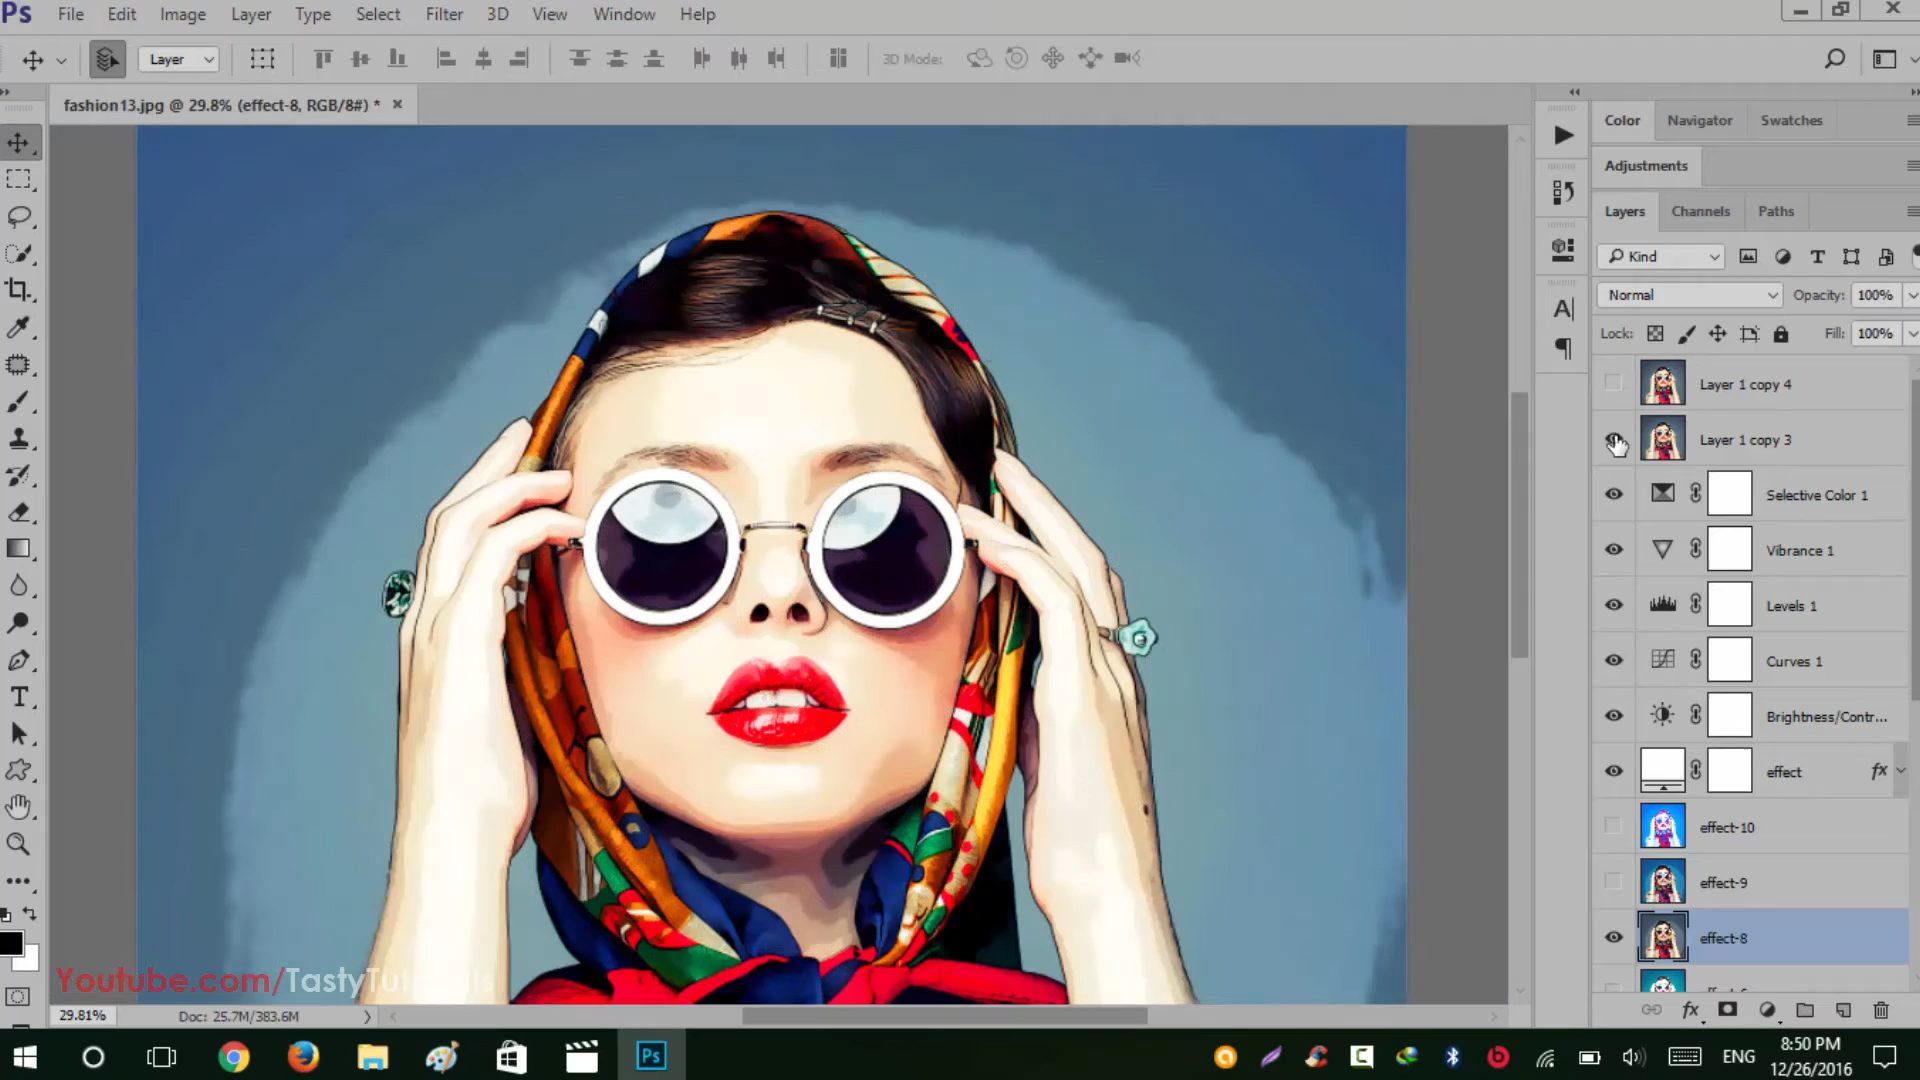 Ps File Edit Image Layer Type Select Filter 3D View Window Help
Layer 3D Mode:
fashion13.jpg @ 29.8% (effect-8, RGB/8#) *
Color Navigator Swatches
Adjustments
Layers Channels Paths
Kind
Normal Opacity: 100%
Lock: Fill: 100%
Layer 1 copy 4
Layer 1 copy 3
Selective Color 1
Vibrance 1
Levels 1
Curves 1
Brightness/Contr...
effect fx
effect-10
effect-9
effect-8
Youtube.com/TastyTutorials
29.81% Doc: 25.7M/383.6M
fx
Ps
ENG
8:50 PM
12/26/2016